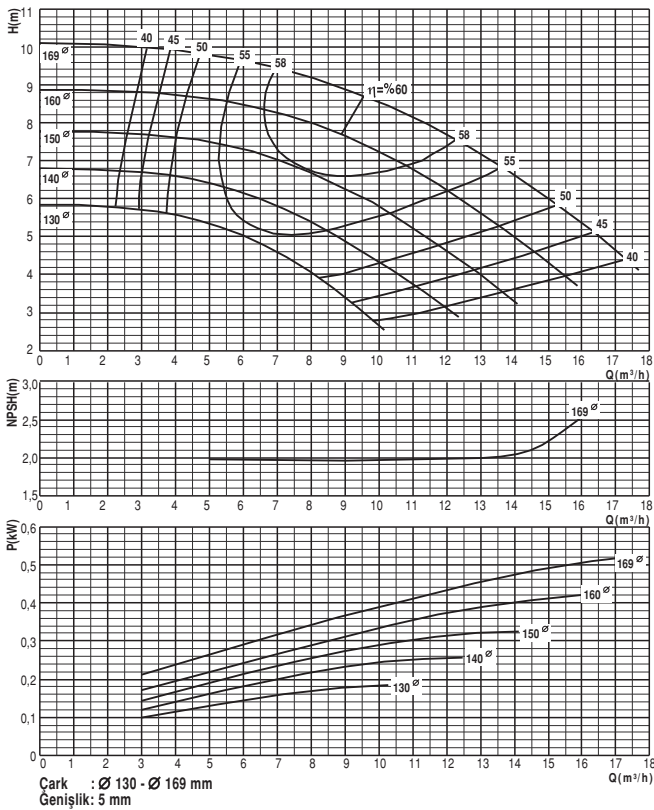 H(m)
11
10
9
8
7
6
5
4
3
2
169 ø
160 ø
150 ø
140 ø
130 ø
40
45
50
55
58
η=%60
58
55
50
45
40
0 1 2 3 4 5 6 7 8 9 10 11 12 13 14 15 16 17 18
Q(m³/h)
NPSH(m)
3,0
2,5
2,0
1,5
169 ø
0 1 2 3 4 5 6 7 8 9 10 11 12 13 14 15 16 17 18
Q(m³/h)
P(kW)
0,6
0,5
0,4
0,3
0,2
0,1
0
169 ø
160 ø
150 ø
140 ø
130 ø
0 1 2 3 4 5 6 7 8 9 10 11 12 13 14 15 16 17 18
Q(m³/h)
Çark : Ø 130 - Ø 169 mm
Genişlik: 5 mm